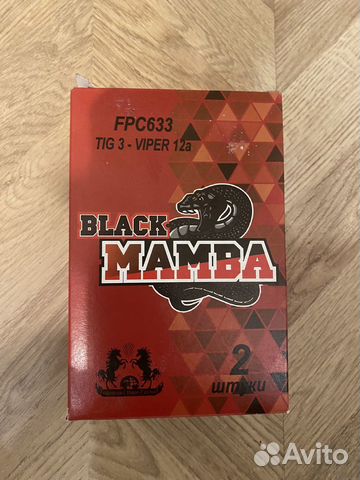 FPC633
TIG 3 - VIPER 12a
BLACK
MAMBA
2
штуки
Avito